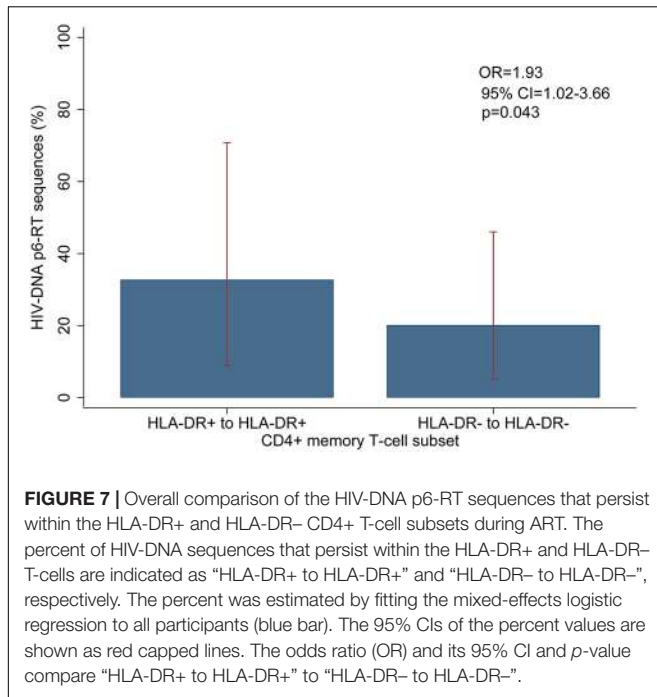 100
80
60
40
20
0
HIV-DNA p6-RT sequences (%)
OR=1.93
95% CI=1.02-3.66
p=0.043
HLA-DR+ to HLA-DR+
HLA-DR- to HLA-DR-
CD4+ memory T-cell subset
FIGURE 7 | Overall comparison of the HIV-DNA p6-RT sequences that persist
within the HLA-DR+ and HLA-DR− CD4+ T-cell subsets during ART. The
percent of HIV-DNA sequences that persist within the HLA-DR+ and HLA-DR−
T-cells are indicated as “HLA-DR+ to HLA-DR+” and “HLA-DR− to HLA-DR−”,
respectively. The percent was estimated by fitting the mixed-effects logistic
regression to all participants (blue bar). The 95% CIs of the percent values are
shown as red capped lines. The odds ratio (OR) and its 95% CI and p-value
compare “HLA-DR+ to HLA-DR+” to “HLA-DR− to HLA-DR−”.